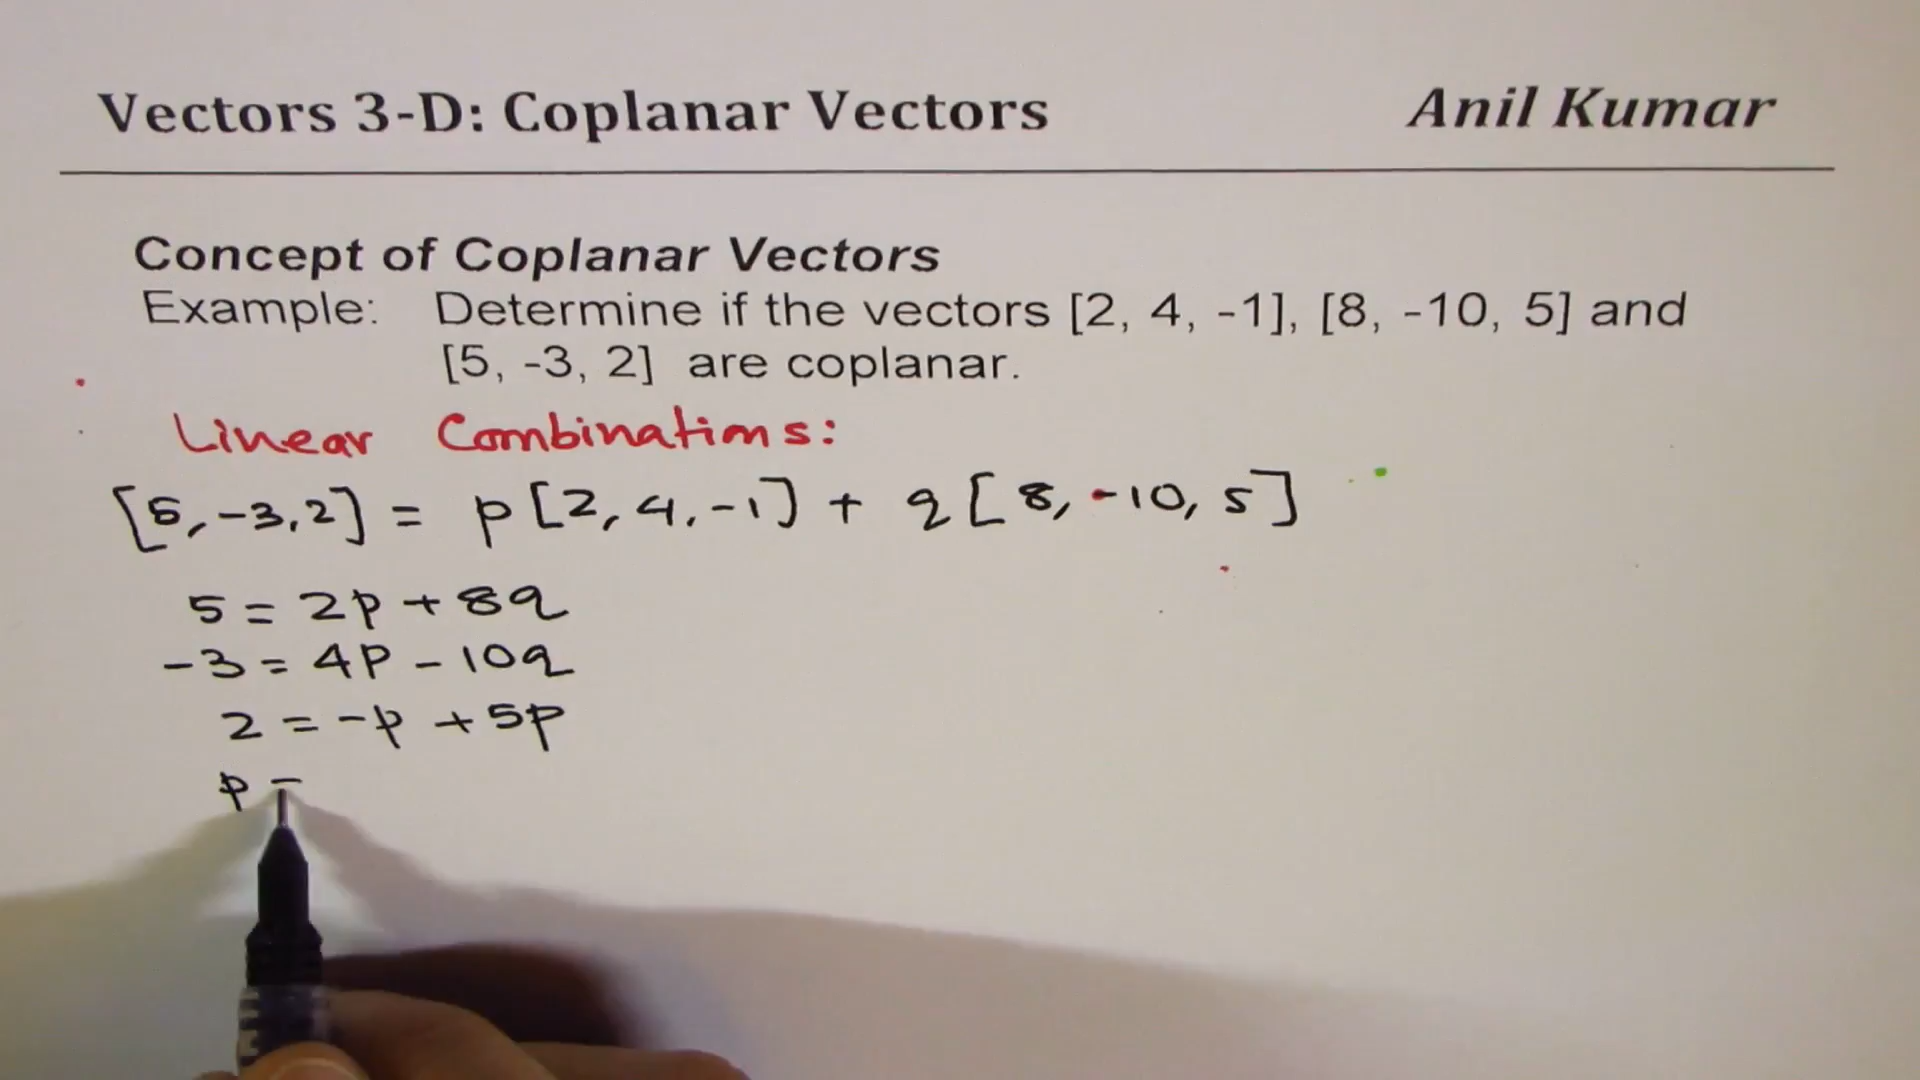 Vectors 3-D: Coplanar Vectors Anil Kumar
Concept of Coplanar Vectors
Example: Determine if the vectors [2, 4, -1], [8, -10, 5] and
[5, -3, 2] are coplanar.
Linear Combinations:
[5, -3, 2] = p[2, 4, -1] + q[8, -10, 5]
5 = 2p + 8q
-3 = 4p - 10q
2 = -p + 5p
p =